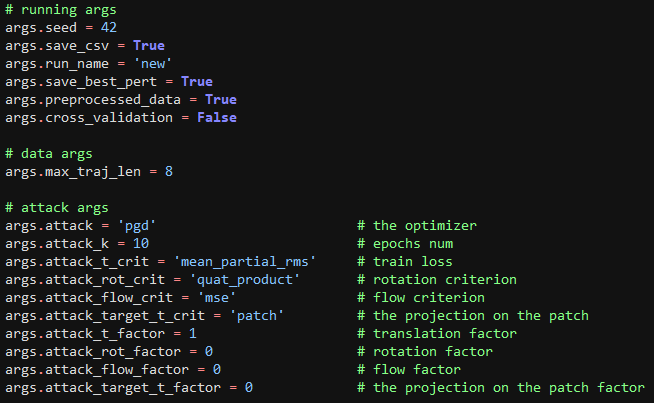 # running args
args.seed = 42
args.save_csv = True
args.run_name = 'new'
args.save_best_pert = True
args.preprocessed_data = True
args.cross_validation = False

# data args
args.max_traj_len = 8

# attack args
args.attack = 'pgd' # the optimizer
args.attack_k = 10 # epochs num
args.attack_t_crit = 'mean_partial_rms' # train loss
args.attack_rot_crit = 'quat_product' # rotation criterion
args.attack_flow_crit = 'mse' # flow criterion
args.attack_target_t_crit = 'patch' # the projection on the patch
args.attack_t_factor = 1 # translation factor
args.attack_rot_factor = 0 # rotation factor
args.attack_flow_factor = 0 # flow factor
args.attack_target_t_factor = 0 # the projection on the patch factor